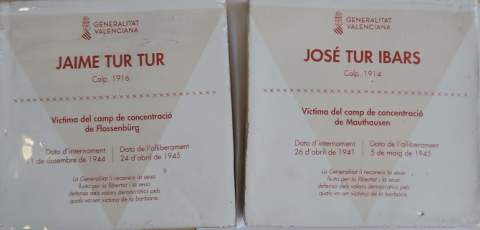 GENERALITAT
VALENCIANA
JAIME TUR TUR
Calp, 1916
Víctima del camp de concentració
de Flossenbürg
Data d'internament
1 de desembre de 1944
Data de l'alliberament
24 d'abril de 1945
La Generalitat li reconeix la seua
lluita per la llibertat i la seua
defensa dels valors democràtics pels
quals va ser víctima de la barbàrie.
GENERALITAT
VALENCIANA
JOSÉ TUR IBARS
Calp, 1914
Víctima del camp de concentració
de Mauthausen
Data d'internament
26 d'abril de 1941
Data de l'alliberament
5 de maig de 1945
La Generalitat li reconeix la seua
lluita per la llibertat i la seua
defensa dels valors democràtics pels
quals va ser víctima de la barbàrie.